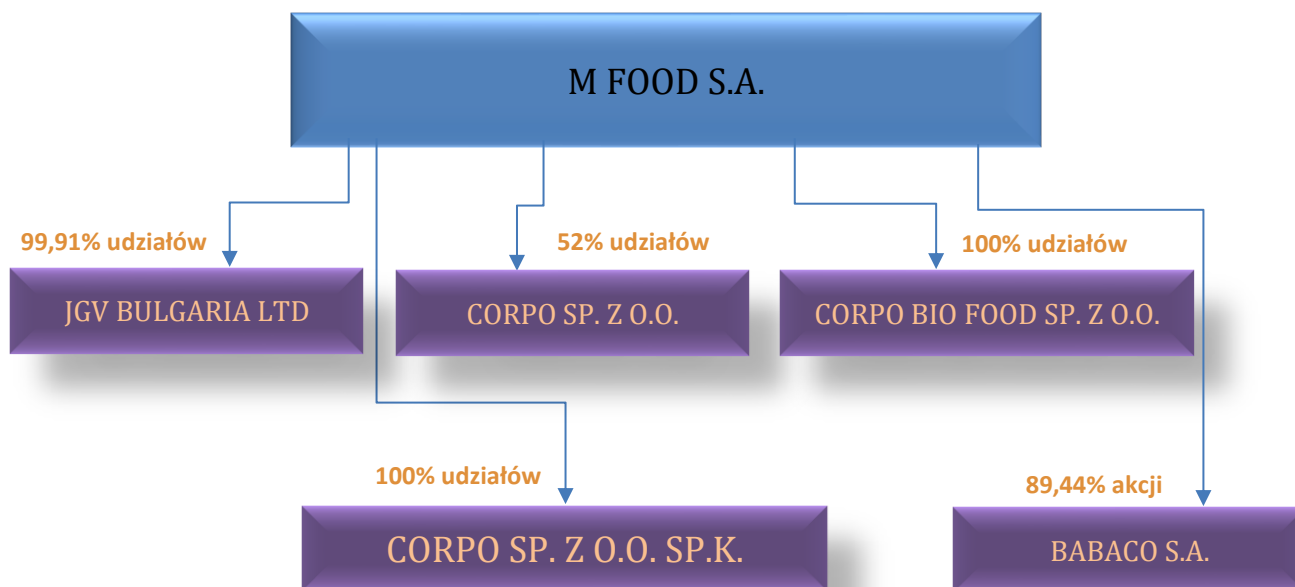 M FOOD S.A.
99,91% udziałów
52% udziałów
100% udziałów
JGV BULGARIA LTD
CORPO SP. Z O.O.
CORPO BIO FOOD SP. Z O.O.
100% udziałów
89,44% akcji
CORPO SP. Z O.O. SP.K.
BABACO S.A.